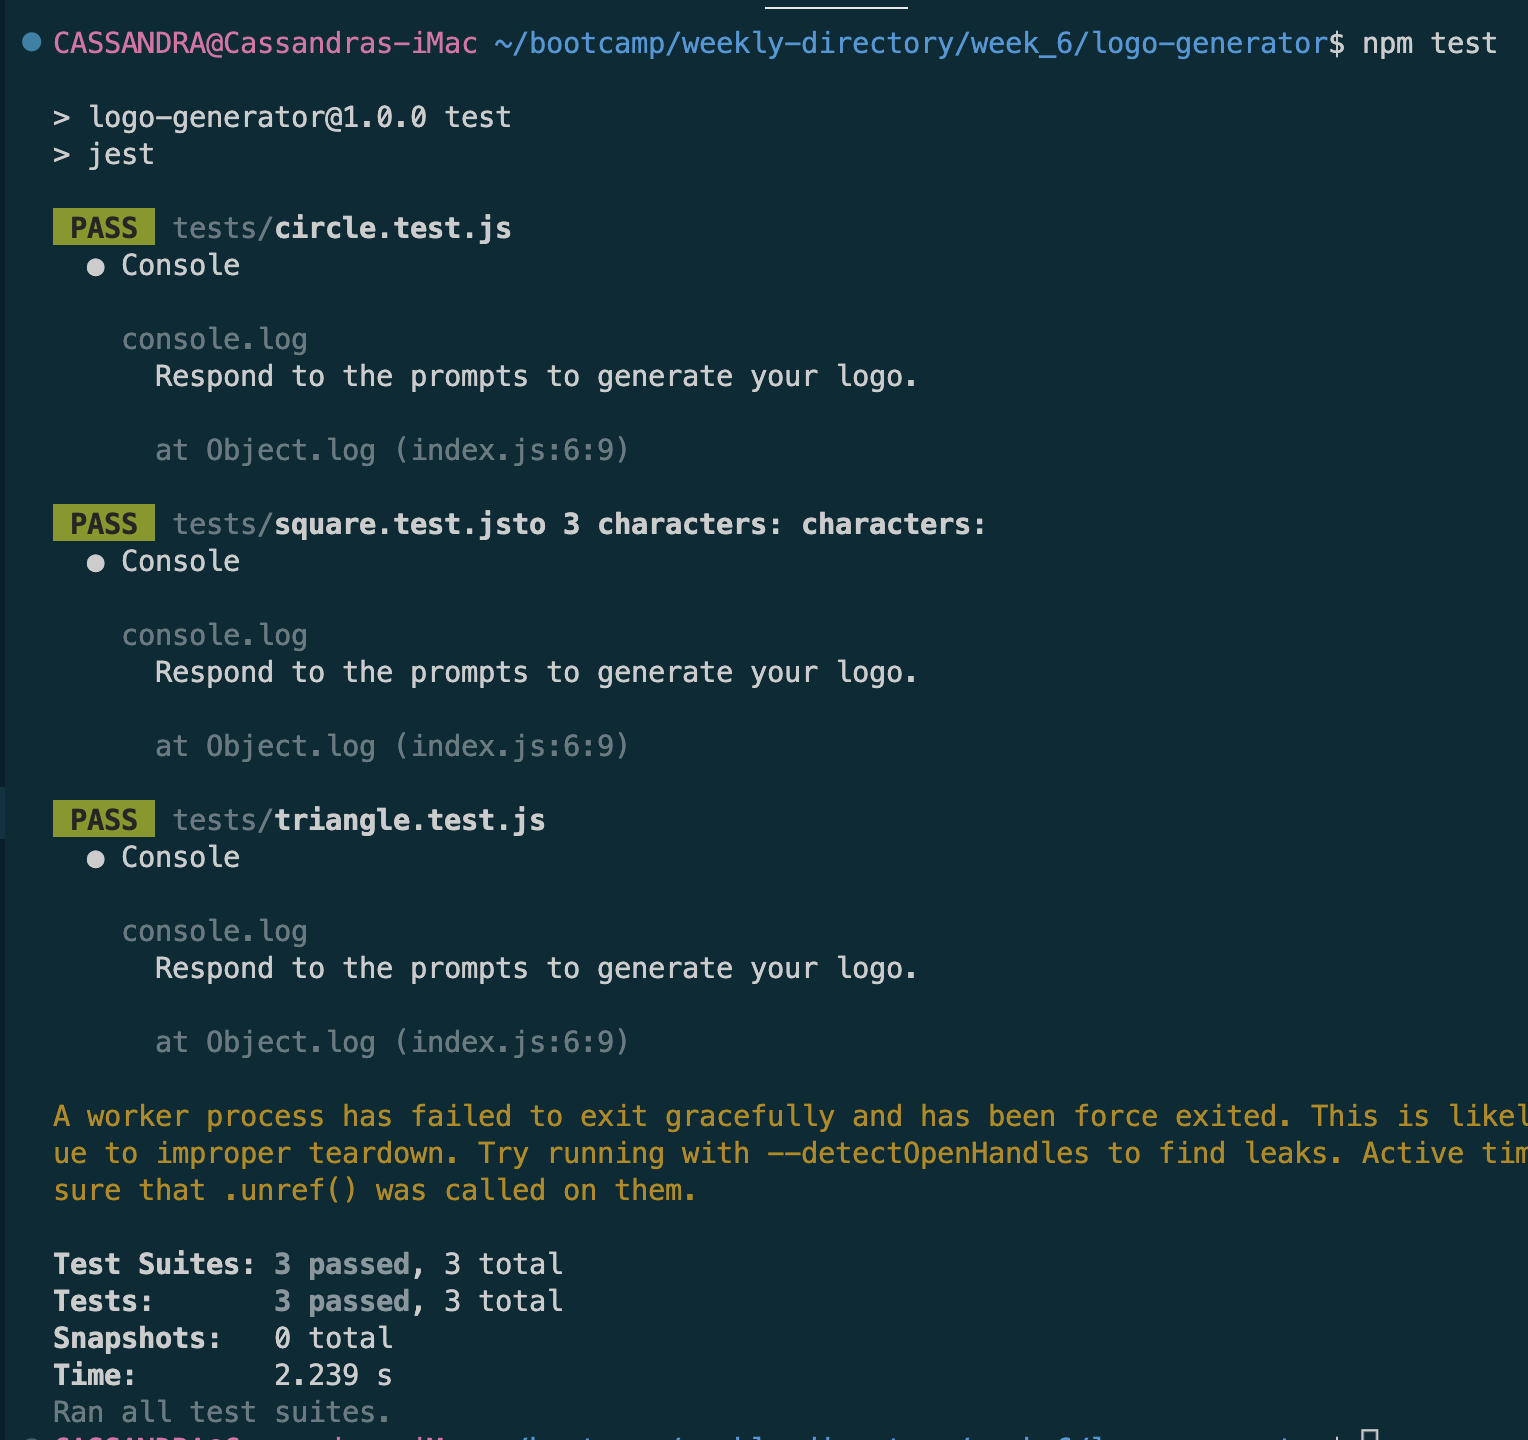 CASSANDRA@Cassandras-iMac ~/bootcamp/weekly-directory/week_6/logo-generator$ npm test
> logo-generator@1.0.0 test
> jest
PASS tests/circle.test.js
● Console
console.log
Respond to the prompts to generate your logo.
at Object.log (index.js:6:9)
PASS tests/square.test.jsto 3 characters: characters:
● Console
console.log
Respond to the prompts to generate your logo.
at Object.log (index.js:6:9)
PASS tests/triangle.test.js
● Console
console.log
Respond to the prompts to generate your logo.
at Object.log (index.js:6:9)
A worker process has failed to exit gracefully and has been force exited. This is likel
ue to improper teardown. Try running with --detectOpenHandles to find leaks. Active tim
sure that .unref() was called on them.
Test Suites: 3 passed, 3 total
Tests: 3 passed, 3 total
Snapshots: 0 total
Time: 2.239 s
Ran all test suites.